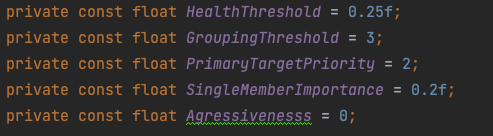 private const float HealthThreshold = 0.25f;
private const float GroupingThreshold = 3;
private const float PrimaryTargetPriority = 2;
private const float SingleMemberImportance = 0.2f;
private const float Agressivenesss = 0;